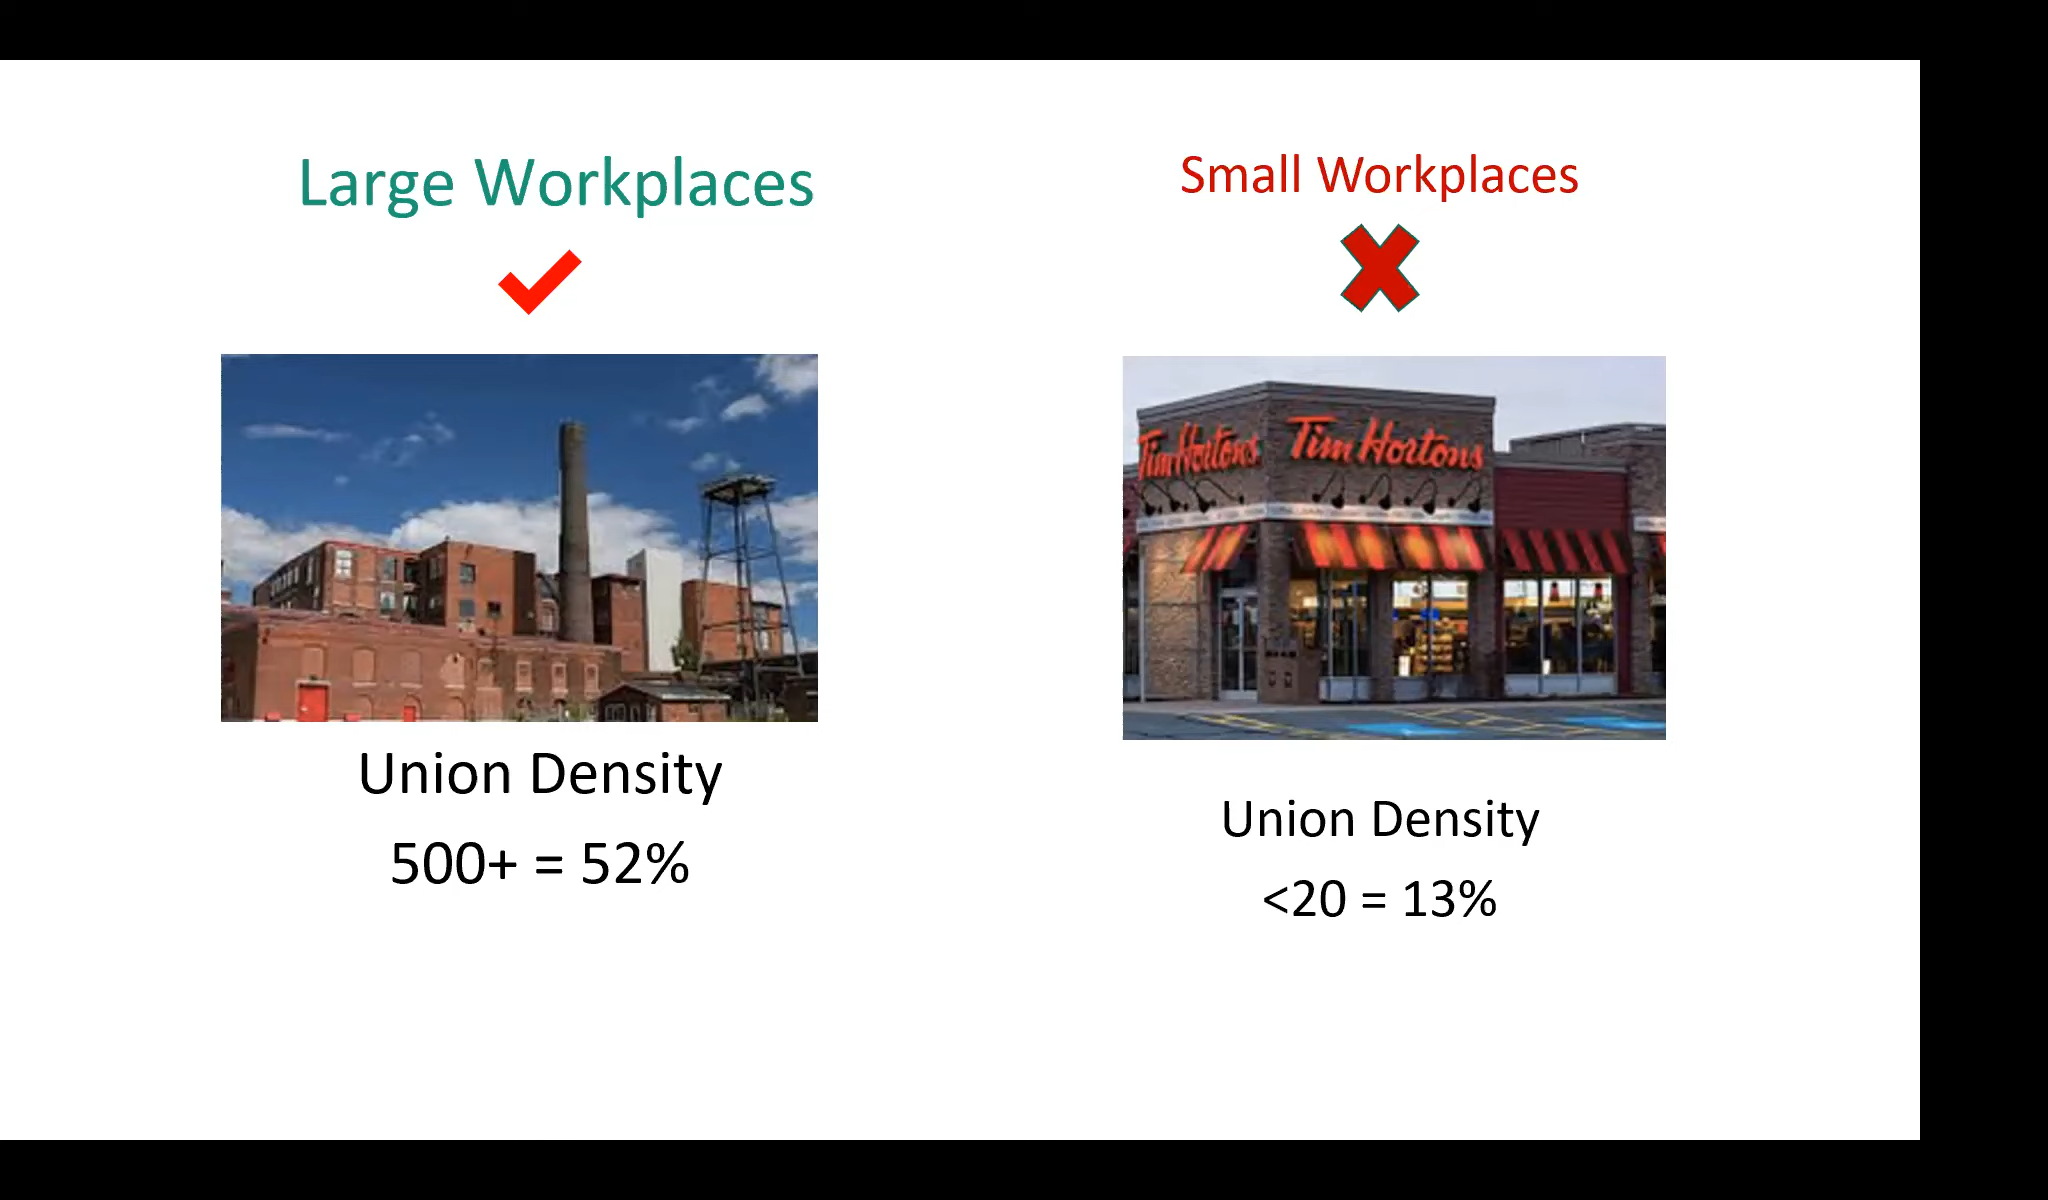 Large Workplaces
Small Workplaces
Tim Hortons
Tim Hortons
Union Density
500+ = 52%
Union Density
<20 = 13%